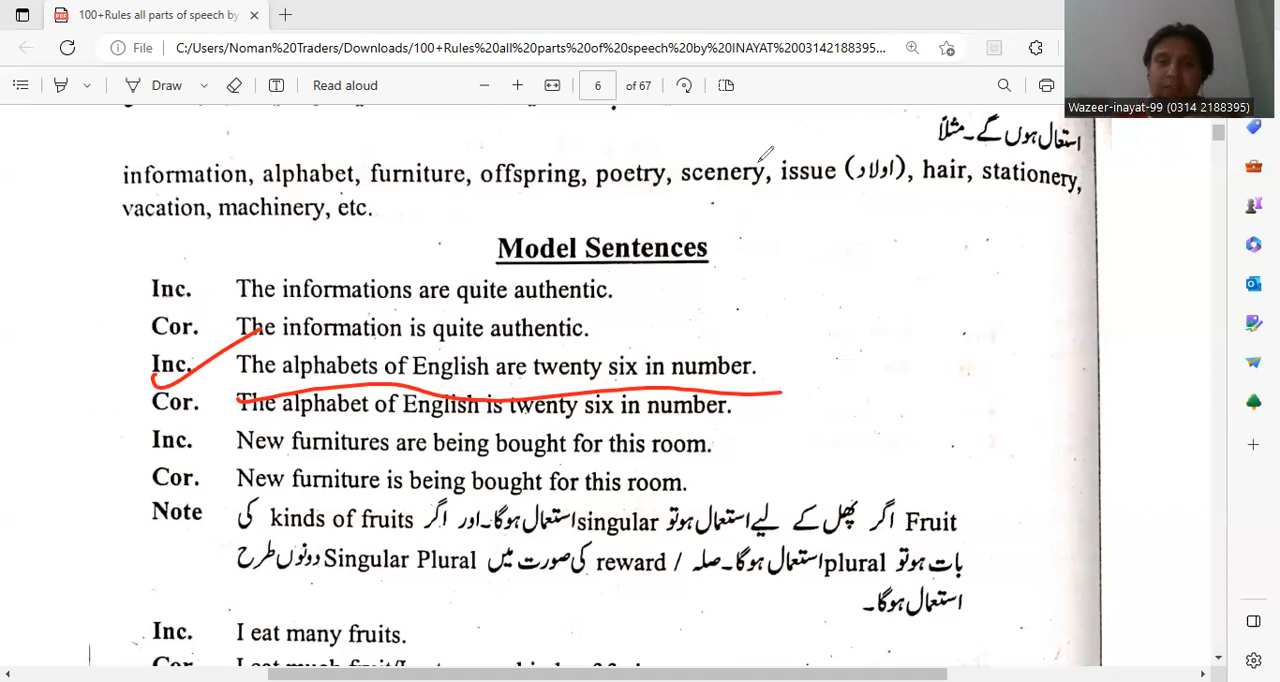 100+Rules all parts of speech by
File C:/Users/Noman%20Traders/Downloads/100+Rules%20all%20parts%20of%20speech%20by%20INAYAT%2003142188395...
Draw Read aloud 6 of 67
Wazeer-inayat-99 (0314 2188395)
استعمال ہوں گے۔ مثلاً
information, alphabet, furniture, offspring, poetry, scenery, issue (اولاد), hair, stationery,
vacation, machinery, etc.
Model Sentences
Inc. The informations are quite authentic.
Cor. The information is quite authentic.
Inc. The alphabets of English are twenty six in number.
Cor. The alphabet of English is twenty six in number.
Inc. New furnitures are being bought for this room.
Cor. New furniture is being bought for this room.
Note Fruit اگر پھل کے لیے استعمال ہو تو singular استعمال ہو گا۔ اور اگر kinds of fruits کی
بات ہو تو plural استعمال ہو گا۔ صلہ / reward کی صورت میں Singular Plural دونوں طرح
استعمال ہو گا۔
Inc. I eat many fruits.